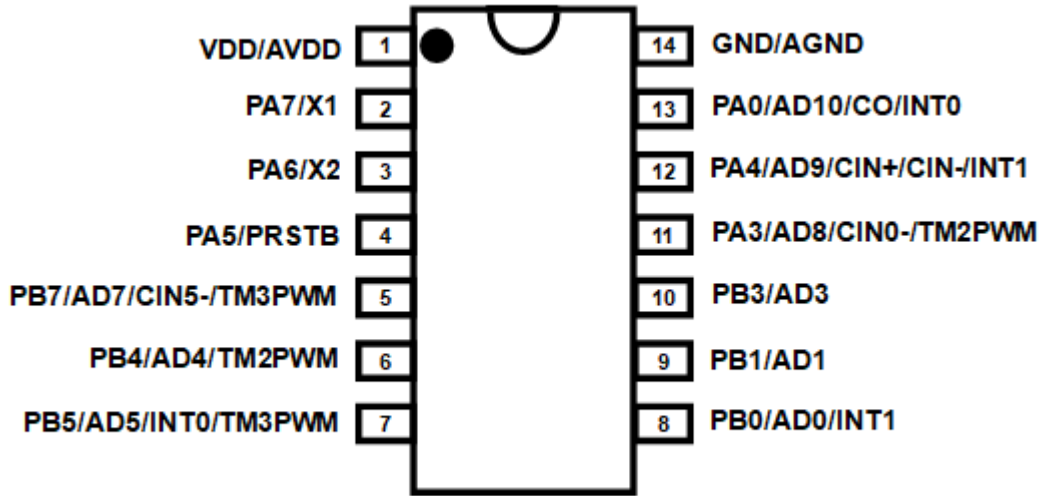 VDD/AVDD 1 14 GND/AGND
PA7/X1 2 13 PA0/AD10/CO/INT0
PA6/X2 3 12 PA4/AD9/CIN+/CIN-/INT1
PA5/PRSTB 4 11 PA3/AD8/CIN0-/TM2PWM
PB7/AD7/CIN5-/TM3PWM 5 10 PB3/AD3
PB4/AD4/TM2PWM 6 9 PB1/AD1
PB5/AD5/INT0/TM3PWM 7 8 PB0/AD0/INT1